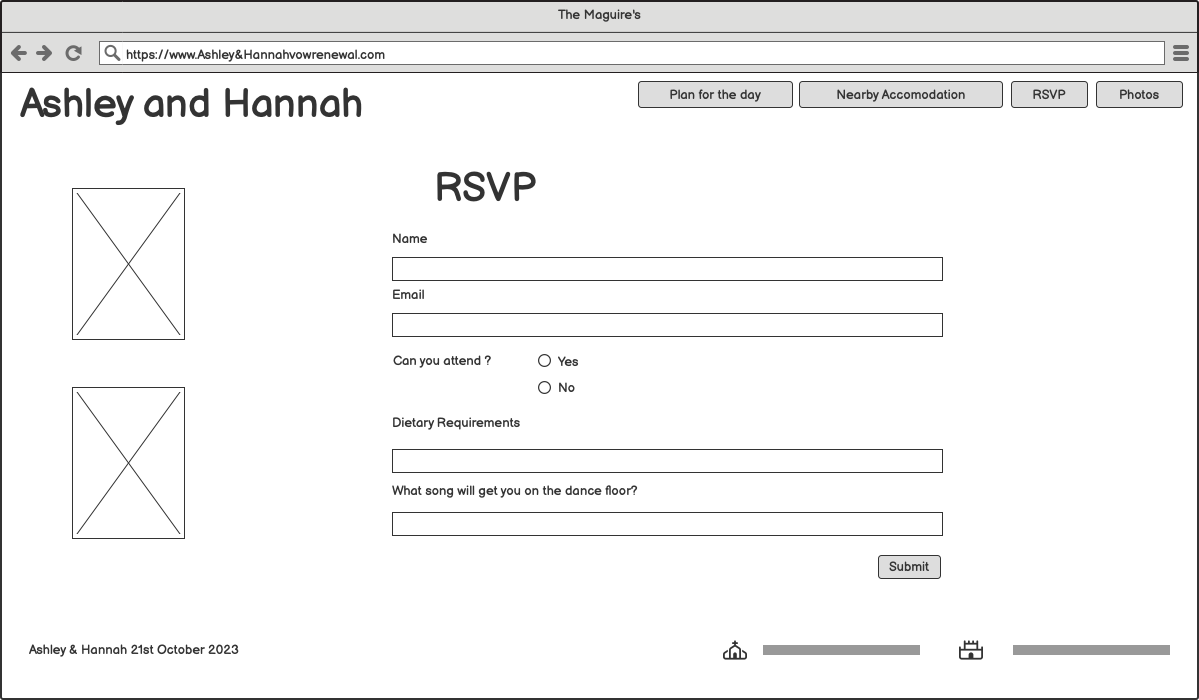 The Maguire's
https://www.Ashley&Hannahvowrenewal.com
Ashley and Hannah
Plan for the day
Nearby Accomodation
RSVP
Photos
RSVP
Name
Email
Can you attend ?
Yes
No
Dietary Requirements
What song will get you on the dance floor?
Submit
Ashley & Hannah 21st October 2023